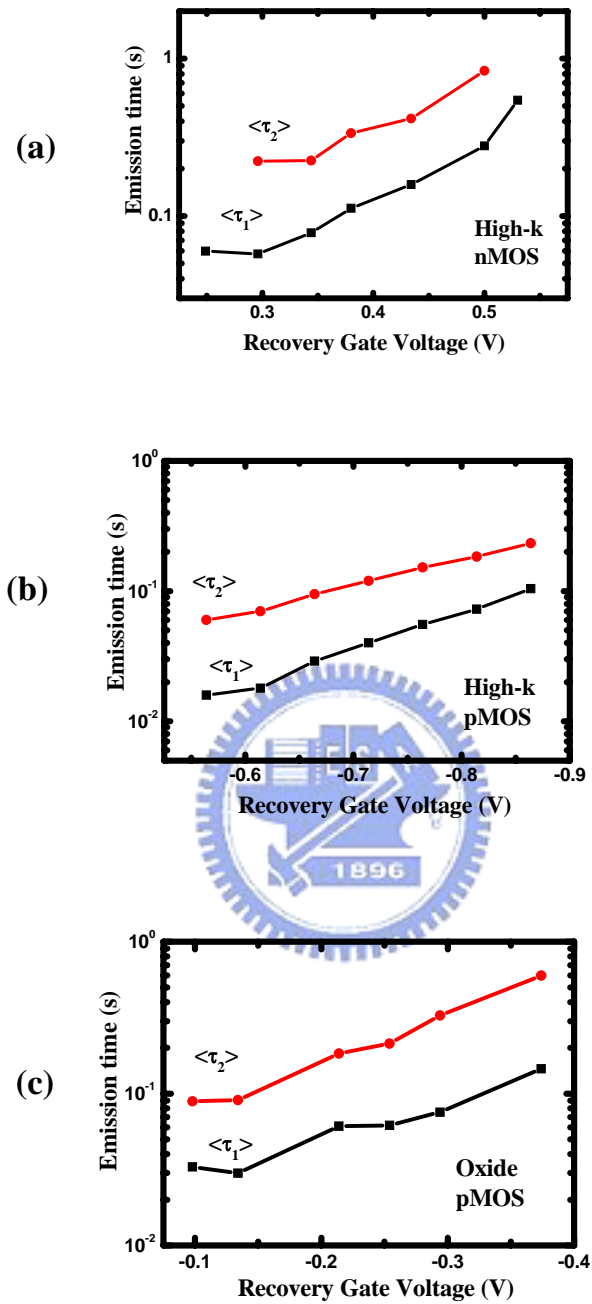 (a)
Emission time (s)
1
0.1
<τ2>
<τ1>
High-k
nMOS
0.3
0.4
0.5
Recovery Gate Voltage (V)
(b)
Emission time (s)
10^0
10^-1
10^-2
<τ2>
<τ1>
High-k
pMOS
-0.6
-0.7
-0.8
-0.9
Recovery Gate Voltage (V)
1896
(c)
Emission time (s)
10^0
10^-1
10^-2
<τ2>
<τ1>
Oxide
pMOS
-0.1
-0.2
-0.3
-0.4
Recovery Gate Voltage (V)